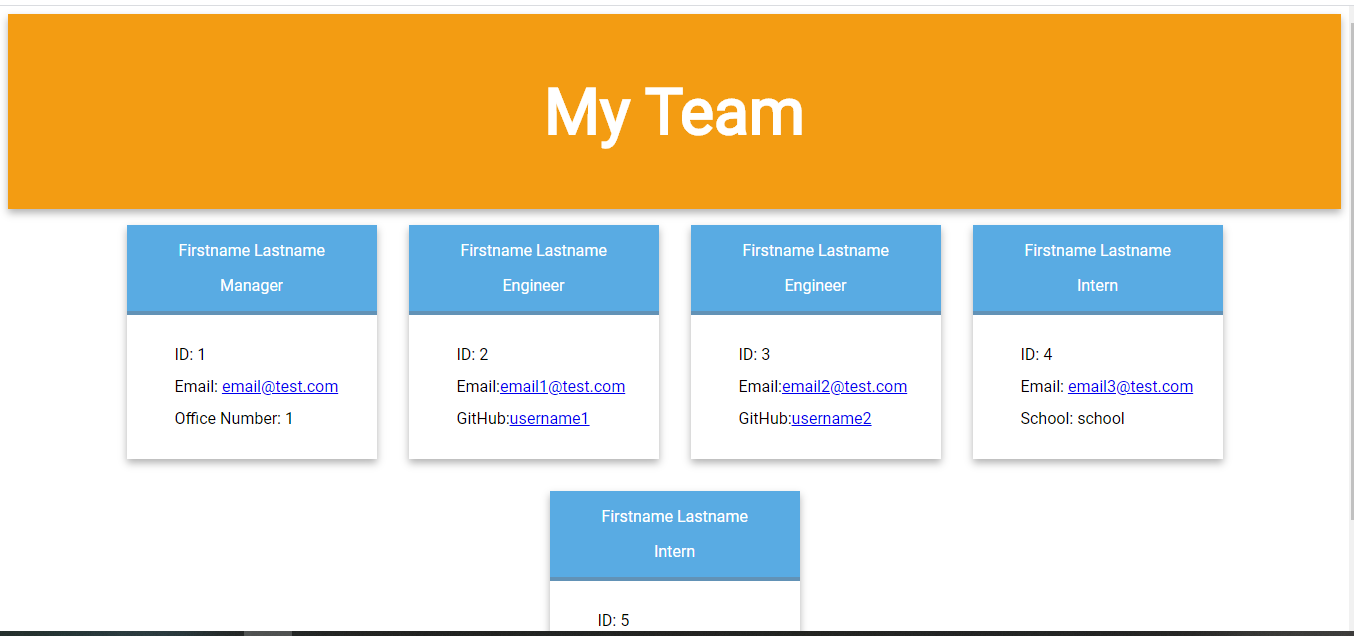 My Team
Firstname Lastname
Manager
ID: 1
Email: email@test.com
Office Number: 1
Firstname Lastname
Engineer
ID: 2
Email:email1@test.com
GitHub:username1
Firstname Lastname
Engineer
ID: 3
Email:email2@test.com
GitHub:username2
Firstname Lastname
Intern
ID: 4
Email: email3@test.com
School: school
Firstname Lastname
Intern
ID: 5